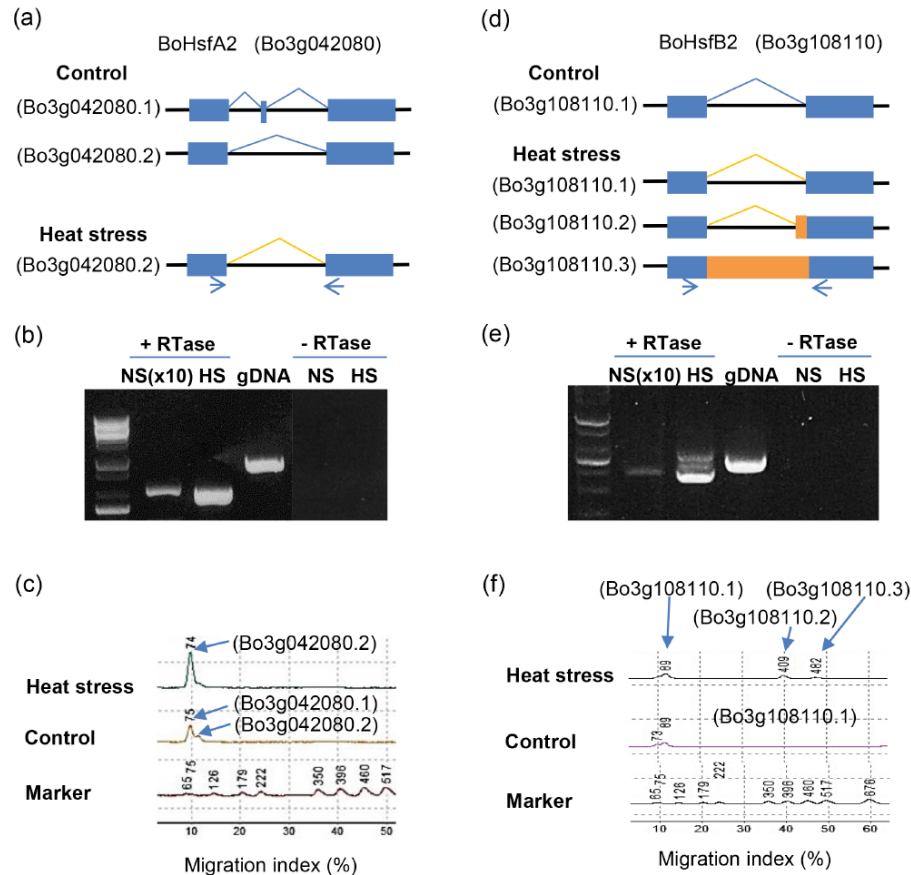 (a)
BoHsfA2 (Bo3g042080)
Control
(Bo3g042080.1)
(Bo3g042080.2)
Heat stress
(Bo3g042080.2)
(b)
+ RTase - RTase
NS(x10) HS gDNA NS HS
(c)
74
(Bo3g042080.2)
Heat stress
75
(Bo3g042080.1)
(Bo3g042080.2)
Control
65 75 126 179 222 350 396 460 517
Marker
10 20 30 40 50
Migration index (%)
(d)
BoHsfB2 (Bo3g108110)
Control
(Bo3g108110.1)
Heat stress
(Bo3g108110.1)
(Bo3g108110.2)
(Bo3g108110.3)
(e)
+ RTase - RTase
NS(x10) HS gDNA NS HS
(f)
(Bo3g108110.1) (Bo3g108110.3)
(Bo3g108110.2)
Heat stress
89 409 482
(Bo3g108110.1)
Control
73 89
65 75 126 179 222 350 396 460 517 676
Marker
10 20 30 40 50 60
Migration index (%)